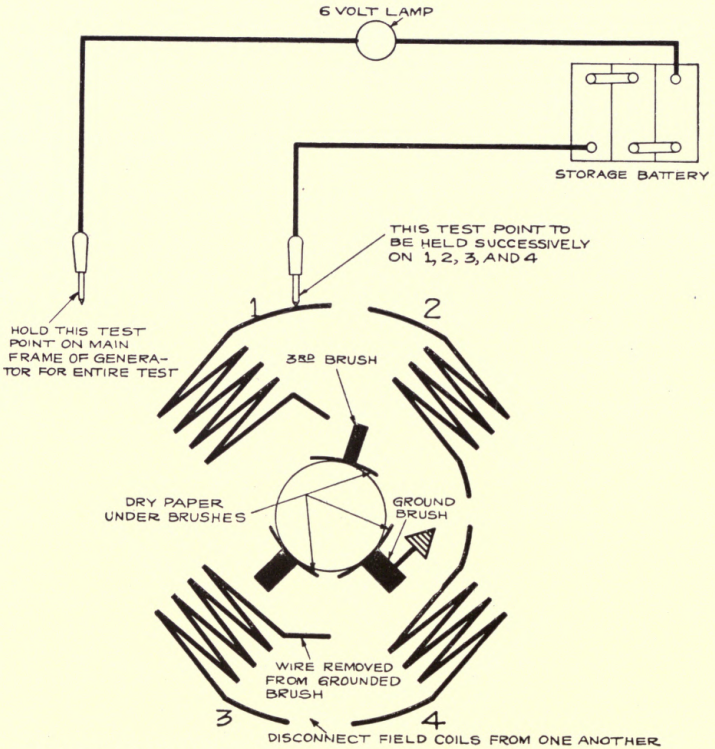 6 VOLT LAMP
STORAGE BATTERY
THIS TEST POINT TO
BE HELD SUCCESSIVELY
ON 1, 2, 3, AND 4
HOLD THIS TEST
POINT ON MAIN
FRAME OF GENERA-
TOR FOR ENTIRE TEST
1
2
3RD BRUSH
DRY PAPER
UNDER BRUSHES
GROUND
BRUSH
WIRE REMOVED
FROM GROUNDED
BRUSH
3
4
DISCONNECT FIELD COILS FROM ONE ANOTHER